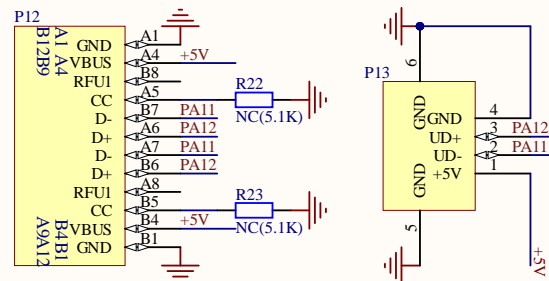 P12
A1 A4
B12B9
GND A1
VBUS A4 +5V
RFU1 B8
CC A5 R22
NC(5.1K)
D- B7 PA11
D+ A6 PA12
D- A7 PA11
D+ B6 PA12
RFU1 A8
CC B5 R23
NC(5.1K)
VBUS B4 +5V
GND B1
B4B1
A9A12
P13
6
GND
GND 4
UD+ 3 PA12
UD- 2 PA11
+5V 1
GND
5
+5V